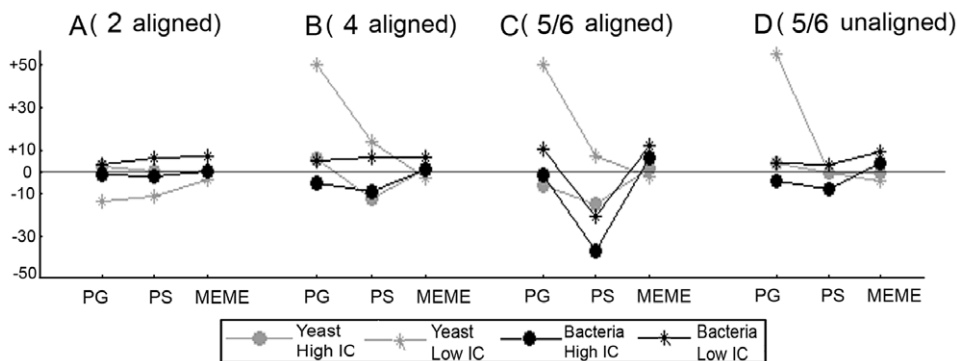 A(2 aligned) B(4 aligned) C(5/6 aligned) D(5/6 unaligned)
+50
+30
+10
0
-10
-30
-50
PG PS MEME PG PS MEME PG PS MEME PG PS MEME
Yeast High IC
Yeast Low IC
Bacteria High IC
Bacteria Low IC